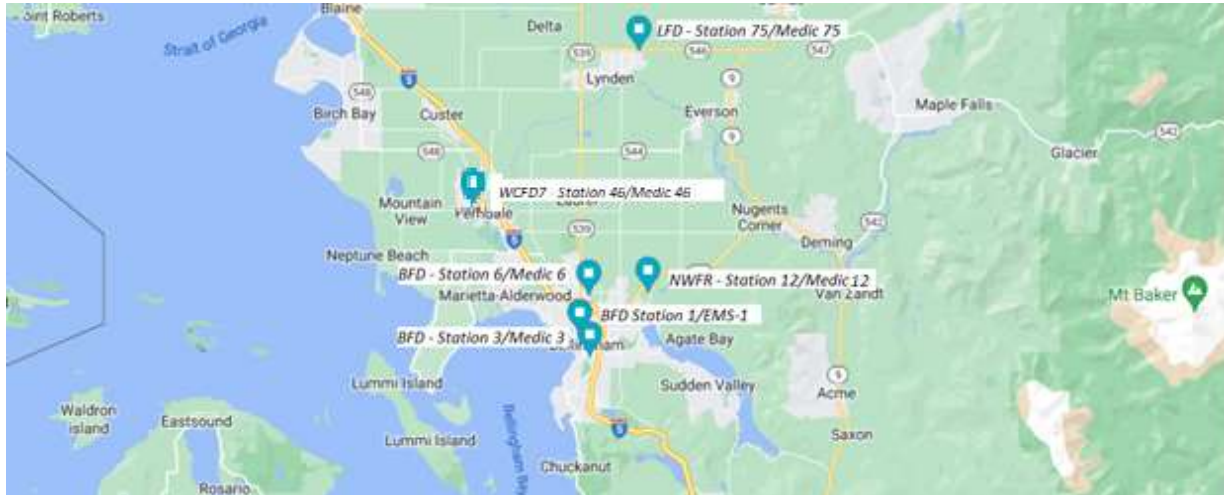 Point Roberts
Blaine
Strait of Georgia
Delta
LFD - Station 75/Medic 75
539
546
547
5
Lynden
9
548
Birch Bay
Custer
Everson
Maple Falls
9
548
544
542
Glacier
WCFD7 - Station 46/Medic 46
Mountain
View
Ferndale
Laurel
Nugents
Corner
542
Deming
539
5
Neptune Beach
BFD - Station 6/Medic 6
NWFR - Station 12/Medic 12
Marietta-Alderwood
Van Zandt
Mt Baker
BFD Station 1/EMS-1
BFD - Station 3/Medic 3
Bellingham
Agate Bay
Lummi Island
Sudden Valley
9
Acme
Waldron
island
Eastsound
5
Saxon
Lummi Island
Bellingham Bay
Chuckanut
Rosario